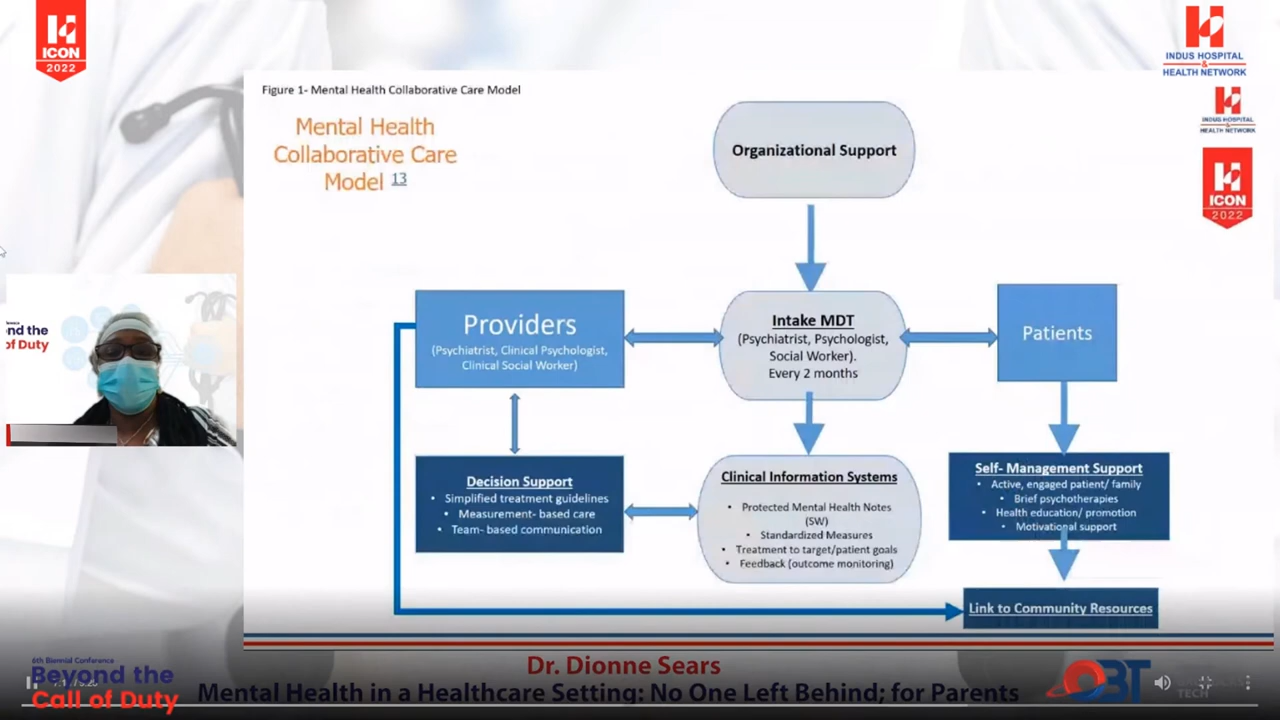 ICON
2022
INDUS HOSPITAL
&
HEALTH NETWORK
INDUS HOSPITAL
&
HEALTH NETWORK
ICON
2022
Figure 1- Mental Health Collaborative Care Model
Mental Health
Collaborative Care
Model 13
Organizational Support
Providers
(Psychiatrist, Clinical Psychologist,
Clinical Social Worker)
Intake MDT
(Psychiatrist, Psychologist,
Social Worker).
Every 2 months
Patients
Decision Support
• Simplified treatment guidelines
• Measurement- based care
• Team- based communication
Clinical Information Systems
• Protected Mental Health Notes
(SW)
• Standardized Measures
• Treatment to target/patient goals
• Feedback (outcome monitoring)
Self- Management Support
• Active, engaged patient/ family
• Brief psychotherapies
• Health education/ promotion
• Motivational support
Link to Community Resources
nd the
of Duty
6th Biennial Conference
Beyond the
Call of Duty
Dr. Dionne Sears
Mental Health in a Healthcare Setting: No One Left Behind; for Parents
OBT
TECH